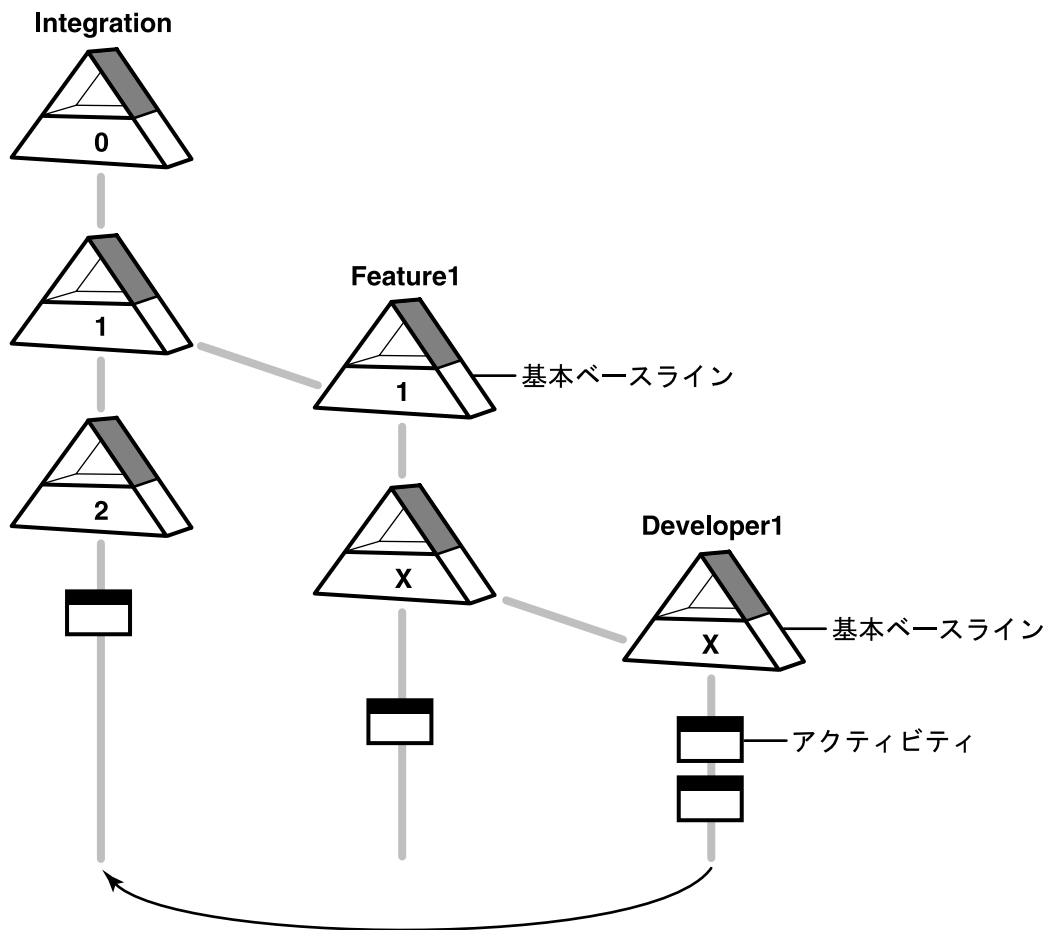 Integration
0
1
Feature1
1
基本ベースライン
2
X
Developer1
X
基本ベースライン
アクティビティ